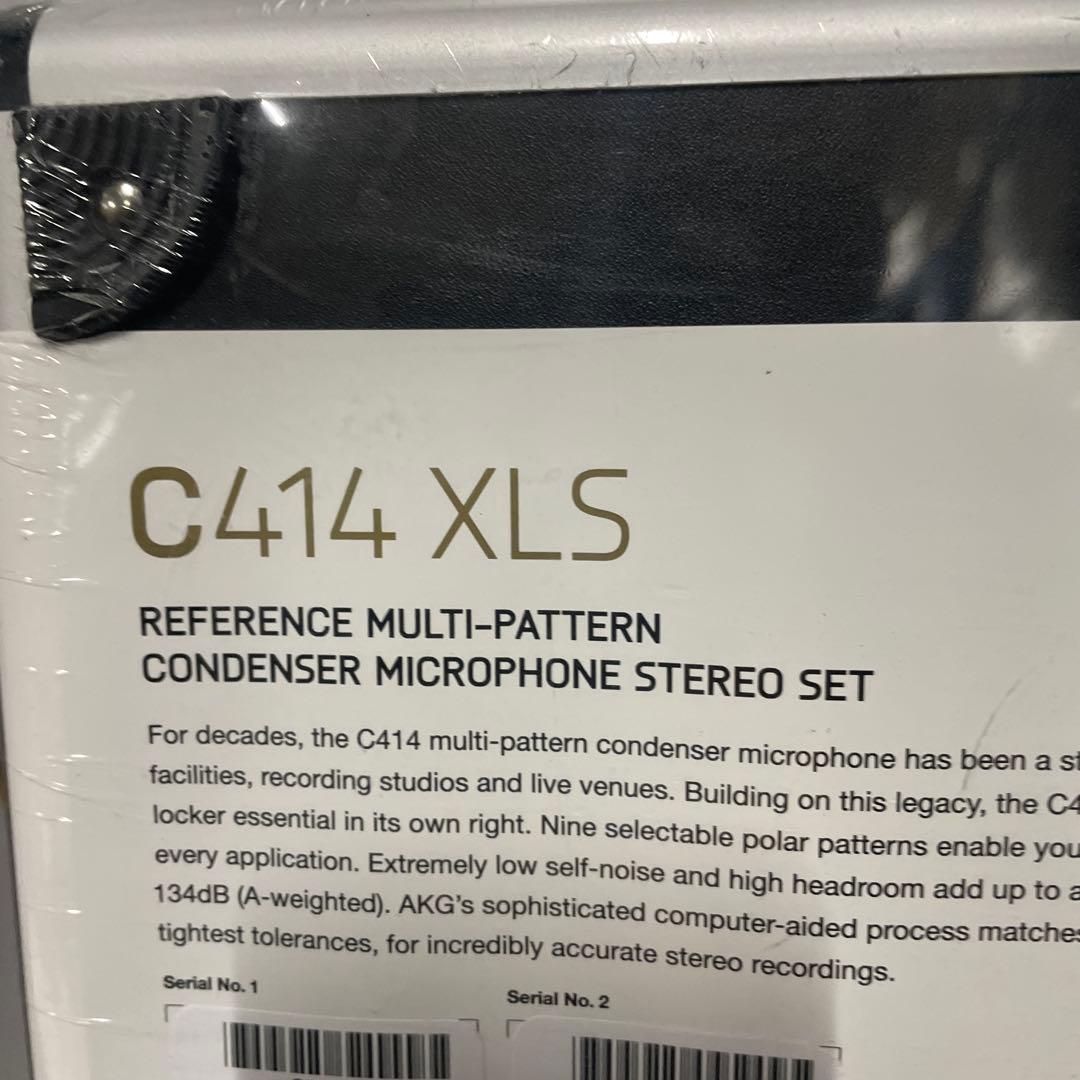 C414 XLS
REFERENCE MULTI-PATTERN
CONDENSER MICROPHONE STEREO SET
For decades, the C414 multi-pattern condenser microphone has been a
facilities, recording studios and live venues. Building on this legacy, the
locker essential in its own right. Nine selectable polar patterns enable you
every application. Extremely low self-noise and high headroom add up to a
134dB (A-weighted). AKG's sophisticated computer-aided process matches
tightest tolerances, for incredibly accurate stereo recordings.
Serial No. 1
Serial No. 2